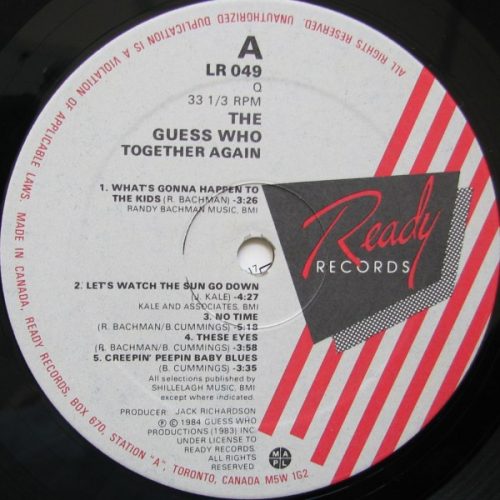 ALL RIGHTS RESERVED. UNAUTHORIZED DUPLICATION IS A VIOLATION OF APPLICABLE LAWS. MADE IN CANADA, READY RECORDS, BOX 670, STATION "A", TORONTO, CANADA M5W 1G2
A
LR 049
Q
33 1/3 RPM
THE
GUESS WHO
TOGETHER AGAIN
1. WHAT'S GONNA HAPPEN TO
THE KIDS (R. BACHMAN) -3:26
RANDY BACHMAN MUSIC, BMI
Ready
RECORDS
2. LET'S WATCH THE SUN GO DOWN
(J. KALE) -4:27
KALE AND ASSOCIATES, BMI
3. NO TIME
(R. BACHMAN/B. CUMMINGS) -5:18
4. THESE EYES
(R. BACHMAN/B. CUMMINGS) -3:58
5. CREEPIN' PEEPIN BABY BLUES
(B. CUMMINGS) -3:35
All selections published by
SHILLELAGH MUSIC, BMI
except where indicated.
PRODUCER JACK RICHARDSON
℗ © 1984 GUESS WHO
PRODUCTIONS (1983) INC
UNDER LICENSE TO
READY RECORDS.
ALL RIGHTS
RESERVED
MAPL